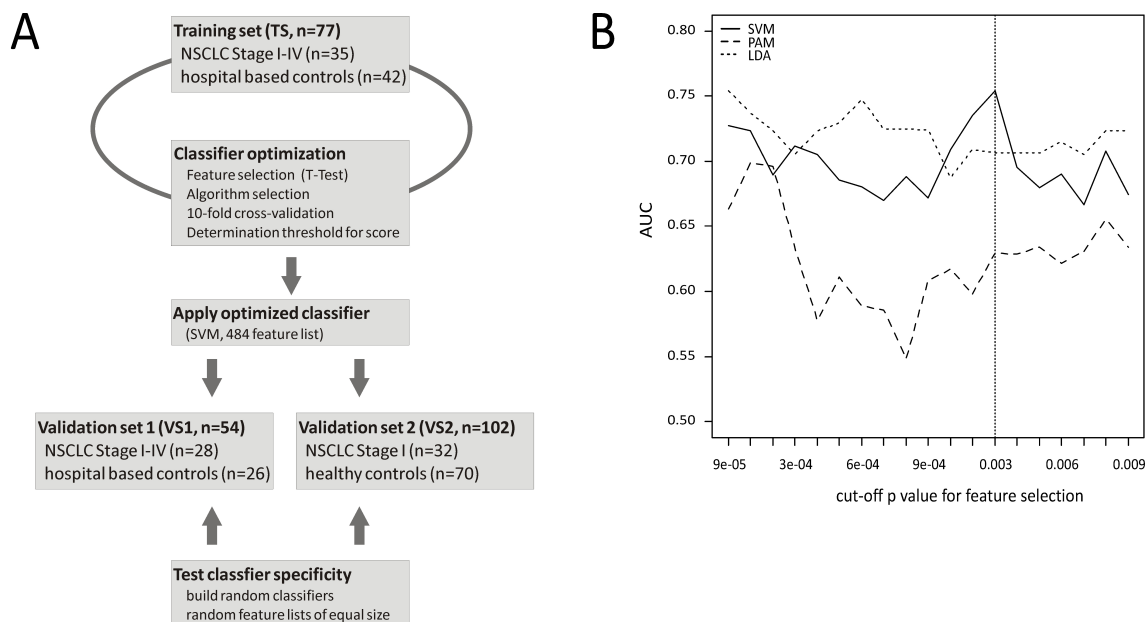 A
Training set (TS, n=77)
NSCLC Stage I-IV (n=35)
hospital based controls (n=42)
Classifier optimization
Feature selection (T-Test)
Algorithm selection
10-fold cross-validation
Determination threshold for score
Apply optimized classifier
(SVM, 484 feature list)
Validation set 1 (VS1, n=54)
NSCLC Stage I-IV (n=28)
hospital based controls (n=26)
Validation set 2 (VS2, n=102)
NSCLC Stage I (n=32)
healthy controls (n=70)
Test classfier specificity
build random classifiers
random feature lists of equal size
B
SVM
PAM
LDA
AUC
0.80
0.75
0.70
0.65
0.60
0.55
0.50
9e-05 3e-04 6e-04 9e-04 0.003 0.006 0.009
cut-off p value for feature selection